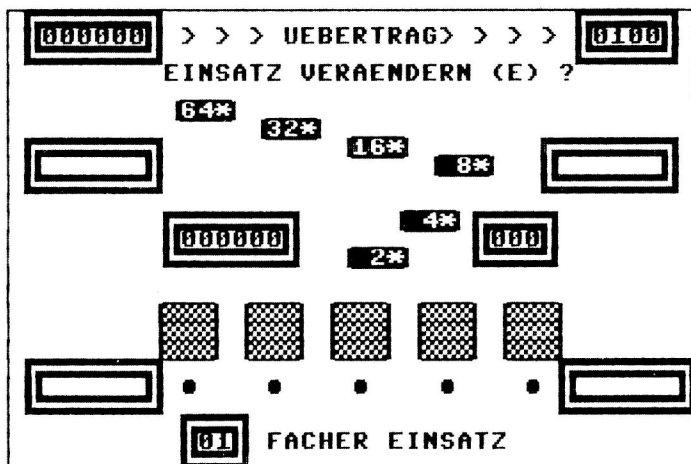 000000 > > > UEBERTRAG> > > > 0100
EINSATZ VERAENDERN (E) ?
64*
32*
16*
8*
4*
000000 000
2*
01 FACHER EINSATZ